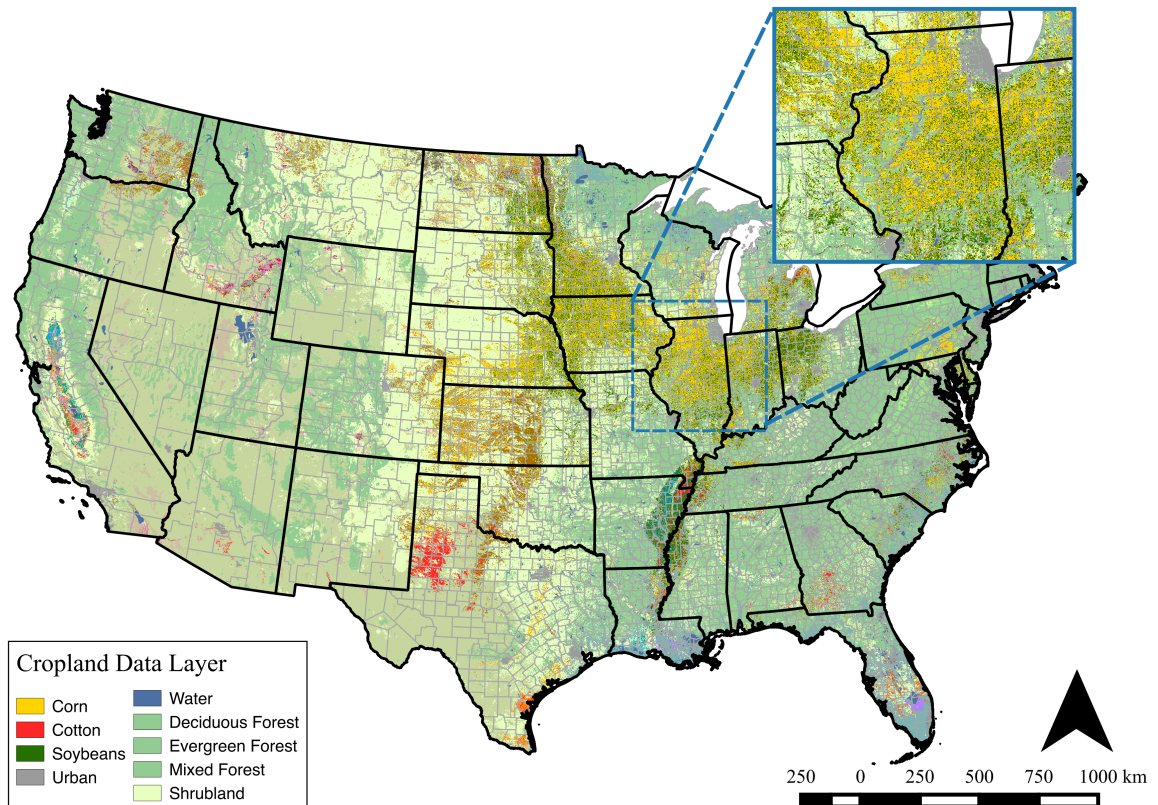 Cropland Data Layer
Corn
Cotton
Soybeans
Urban
Water
Deciduous Forest
Evergreen Forest
Mixed Forest
Shrubland
250 0 250 500 750 1000 km